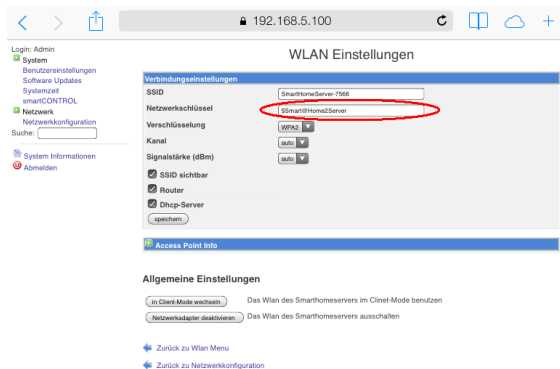 192.168.5.100
Login: Admin
System
Benutzereinstellungen
Software Updates
Systemzeit
smartCONTROL
Netzwerk
Netzwerkkonfiguration
Suche:
System Informationen
Abmelden
WLAN Einstellungen
Verbindungseinstellungen
SSID SmartHomeServer-7566
Netzwerkschlüssel $Smart@Home2Server
Verschlüsselung WPA2
Kanal auto
Signalstärke (dBm) auto
SSID sichtbar
Router
Dhcp-Server
speichern
Access Point Info
Allgemeine Einstellungen
in Client-Mode wechseln Das Wlan des Smarthomeservers im Clinet-Mode benutzen
Netzwerkadapter deaktivieren Das Wlan des Smarthomeservers ausschalten
Zurück zu Wlan Menu
Zurück zu Netzwerkkonfiguration